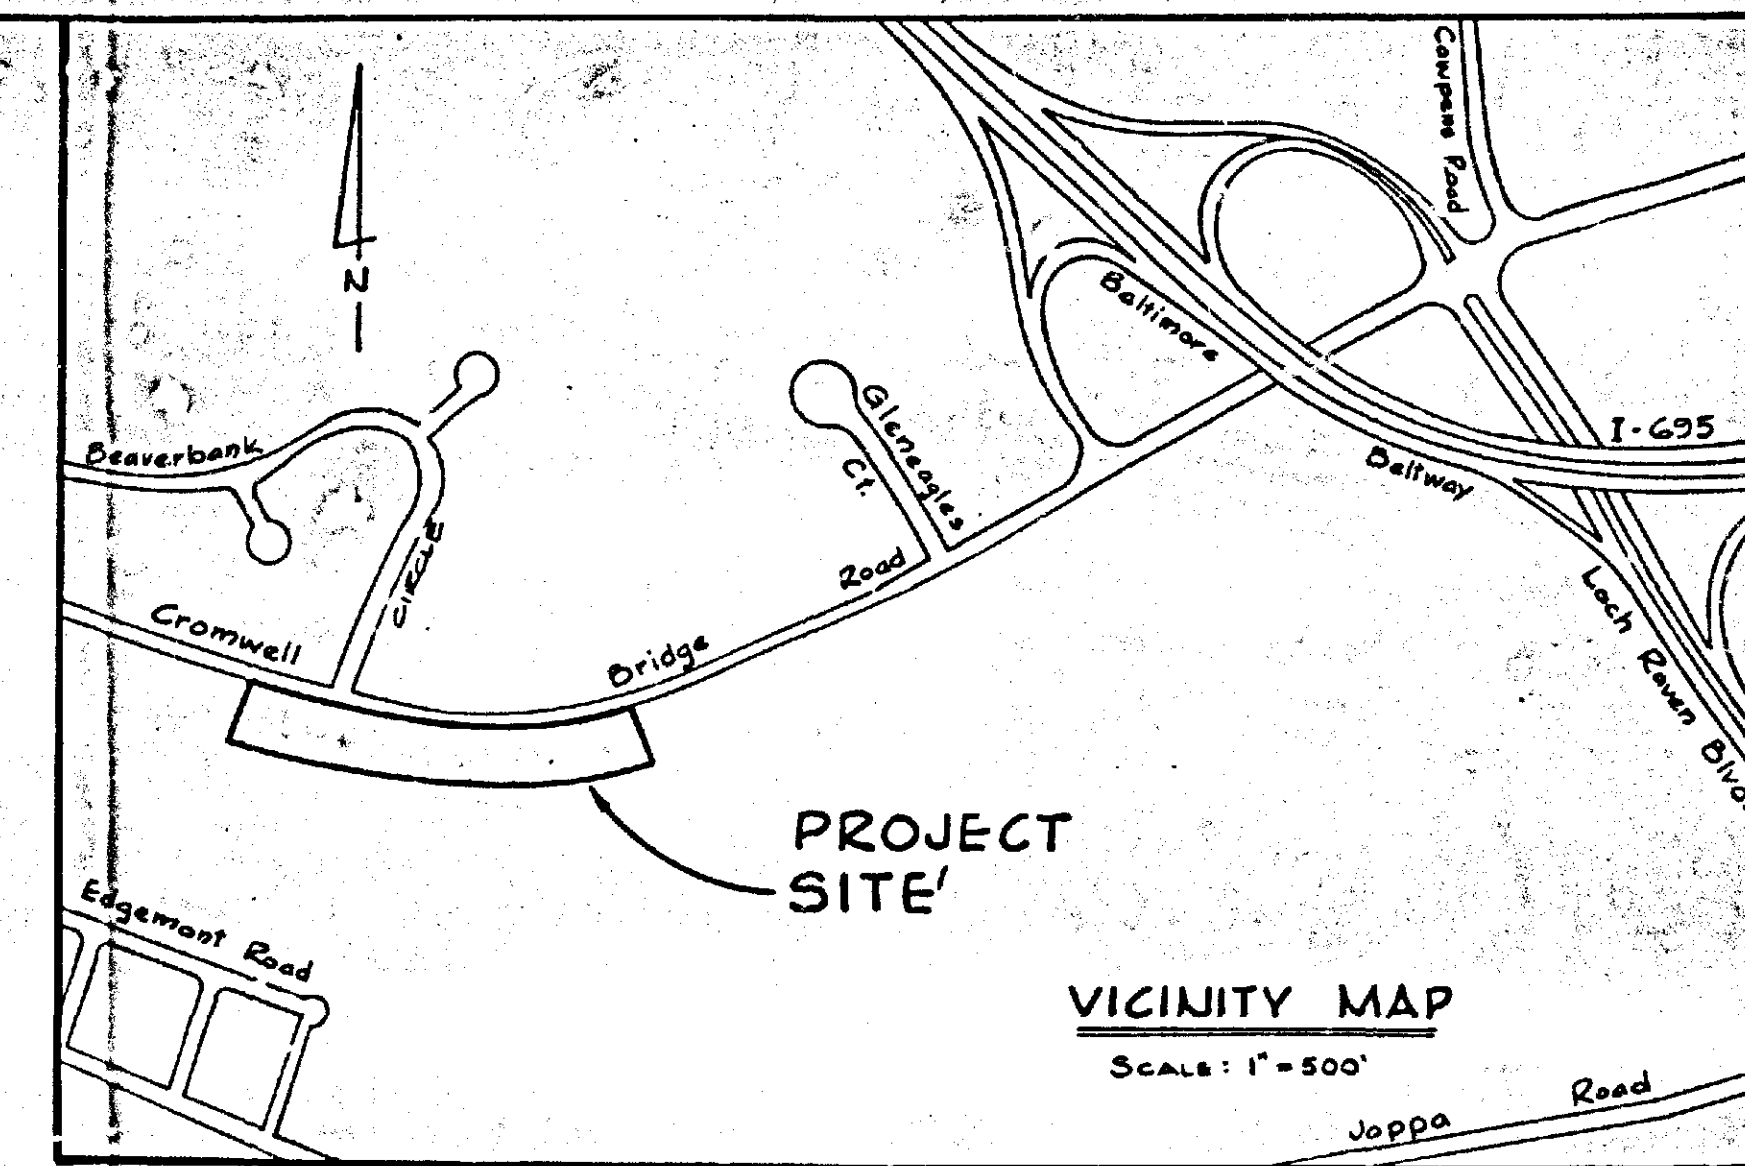 Cowpens Road
N
Baltimore
Beltway
I-695
Beaverbank
CIRCLE
Gleneagles
Ct.
Cromwell
Bridge
Road
Loch Raven Blvd.
PROJECT
SITE
Edgemont Road
VICINITY MAP
SCALE: 1" = 500'
Joppa Road